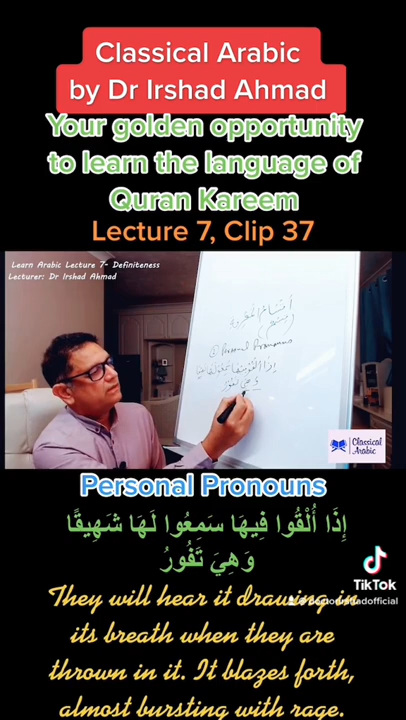 Classical Arabic
by Dr Irshad Ahmad
Your golden opportunity
to learn the language of
Quran Kareem
Lecture 7, Clip 37
Learn Arabic Lecture 7- Definiteness
Lecturer: Dr Irshad Ahmad
Personal Pronouns
Classical
Arabic
Personal Pronouns
إِذَا أُلْقُوا فِيهَا سَمِعُوا لَهَا شَهِيقًا
وَهِيَ تَفُورُ
TikTok
They will hear it drawing in
its breath when they are
thrown in it. It blazes forth,
almost bursting with rage.